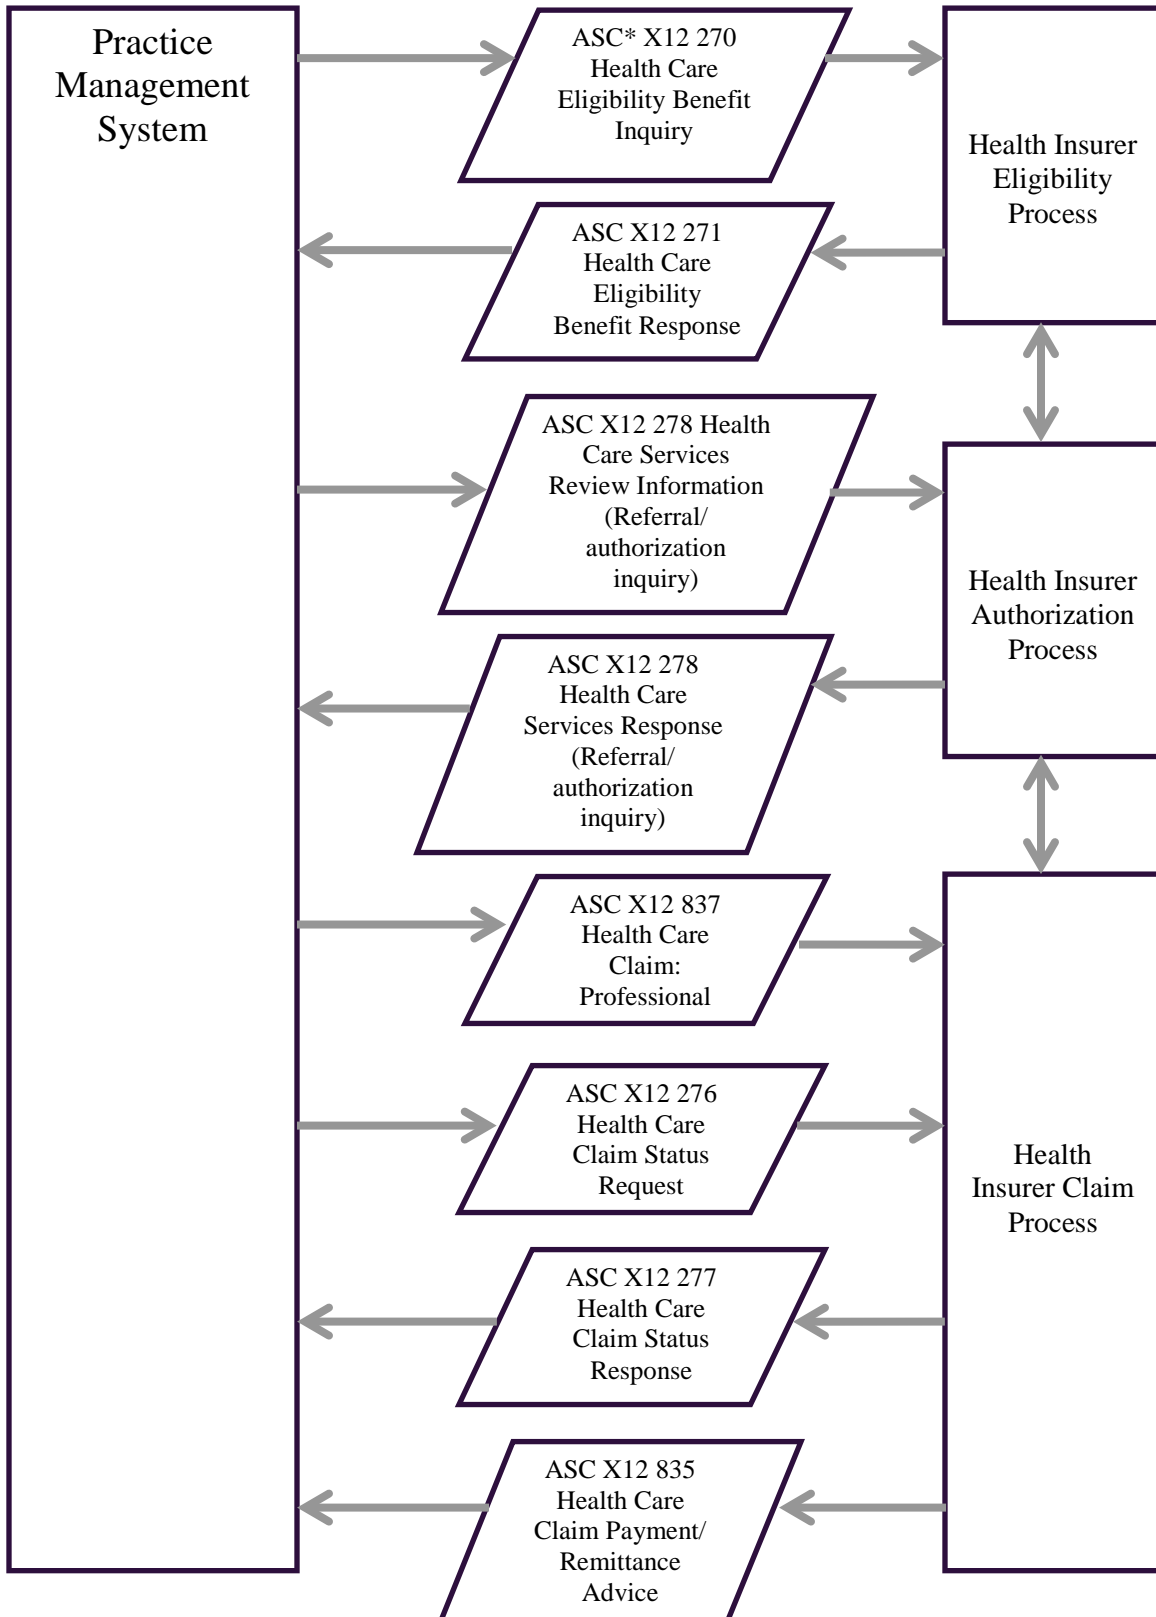 Practice
Management
System
ASC* X12 270
Health Care
Eligibility Benefit
Inquiry
Health Insurer
Eligibility
Process
ASC X12 271
Health Care
Eligibility
Benefit Response
ASC X12 278 Health
Care Services
Review Information
(Referral/
authorization
inquiry)
Health Insurer
Authorization
Process
ASC X12 278
Health Care
Services Response
(Referral/
authorization
inquiry)
ASC X12 837
Health Care
Claim:
Professional
ASC X12 276
Health Care
Claim Status
Request
Health
Insurer Claim
Process
ASC X12 277
Health Care
Claim Status
Response
ASC X12 835
Health Care
Claim Payment/
Remittance
Advice